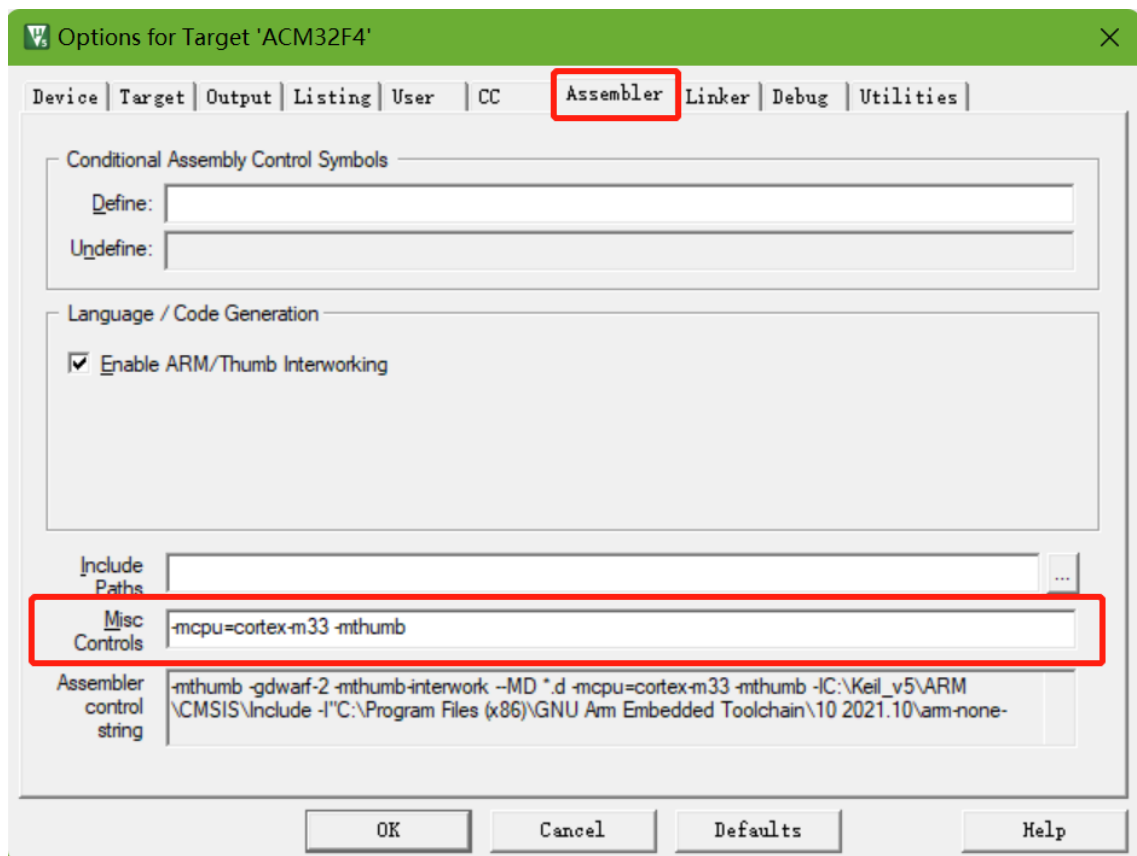 Options for Target 'ACM32F4'
Device Target Output Listing User CC Assembler Linker Debug Utilities
Conditional Assembly Control Symbols
Define:
Undefine:
Language / Code Generation
Enable ARM/Thumb Interworking
Include
Paths
...
Misc
Controls
-mcpu=cortex-m33 -mthumb
Assembler
control
string
-mthumb -gdwarf-2 -mthumb-interwork --MD *.d -mcpu=cortex-m33 -mthumb -IC:\Keil_v5\ARM
\CMSIS\Include -I"C:\Program Files (x86)\GNU Arm Embedded Toolchain\10 2021.10\arm-none-
OK Cancel Defaults Help